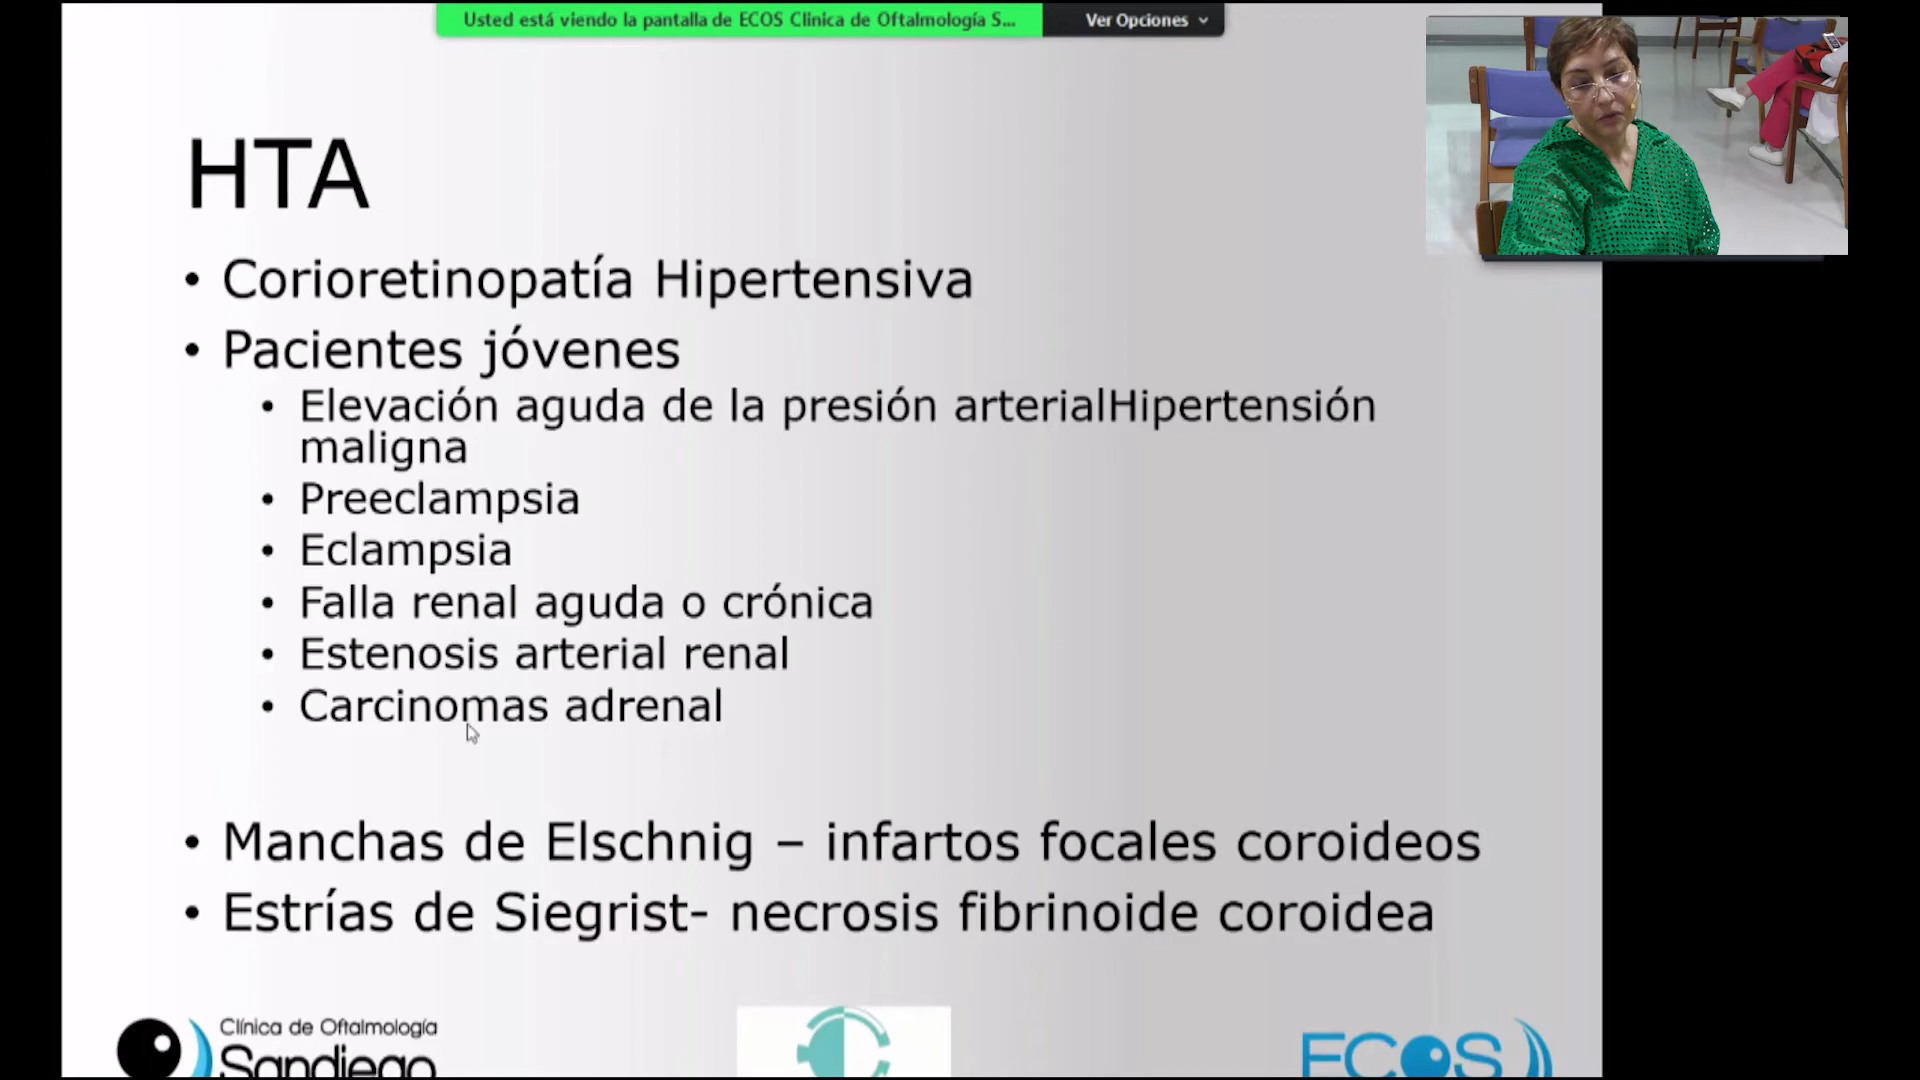 Usted está viendo la pantalla de ECOS Clinica de Oftalmología S...
Ver Opciones
HTA
• Corioretinopatía Hipertensiva
• Pacientes jóvenes
• Elevación aguda de la presión arterialHipertensión
maligna
• Preeclampsia
• Eclampsia
• Falla renal aguda o crónica
• Estenosis arterial renal
• Carcinomas adrenal
• Manchas de Elschnig – infartos focales coroideos
• Estrías de Siegrist- necrosis fibrinoide coroidea
Clínica de Oftalmología
Sandiego
ECOS